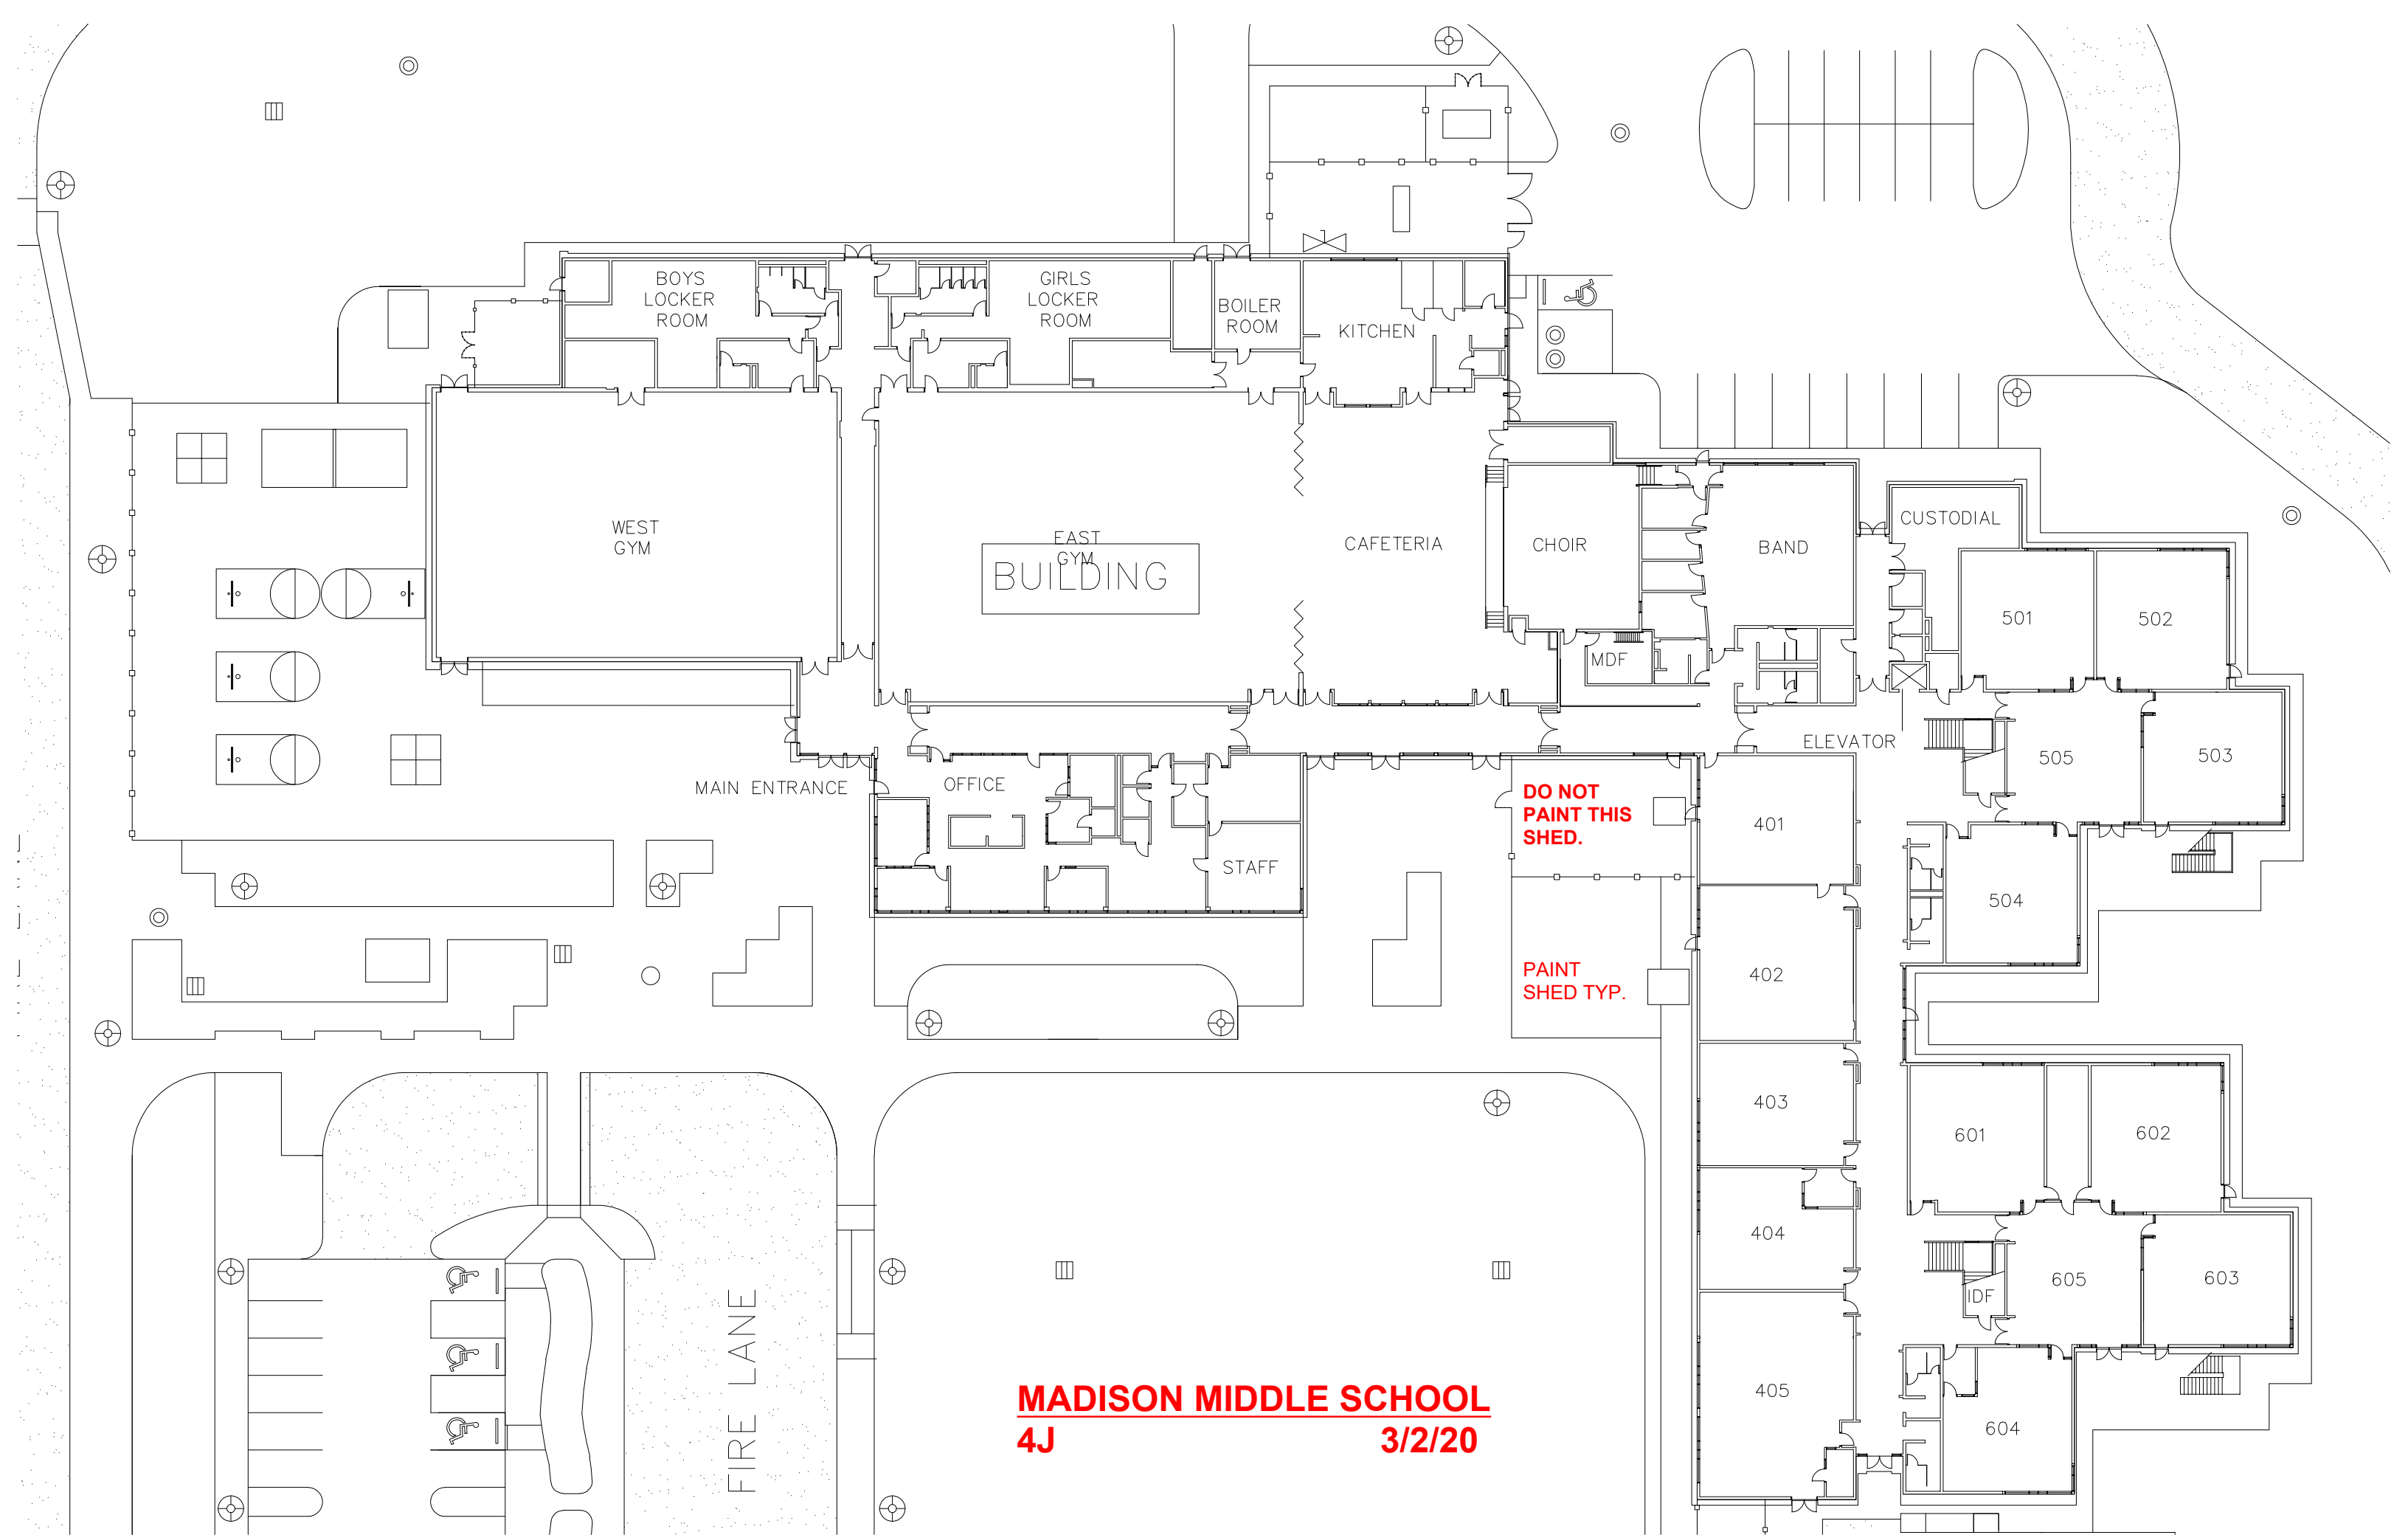 BOYS
LOCKER
ROOM
GIRLS
LOCKER
ROOM
BOILER
ROOM
KITCHEN
WEST
GYM
EAST
GYM
BUILDING
CAFETERIA
CHOIR
BAND
CUSTODIAL
501
502
MDF
ELEVATOR
505
503
MAIN ENTRANCE
OFFICE
STAFF
DO NOT
PAINT THIS
SHED.
401
504
PAINT
SHED TYP.
402
403
601
602
404
605
603
IDF
FIRE LANE
405
604
MADISON MIDDLE SCHOOL
4J 3/2/20